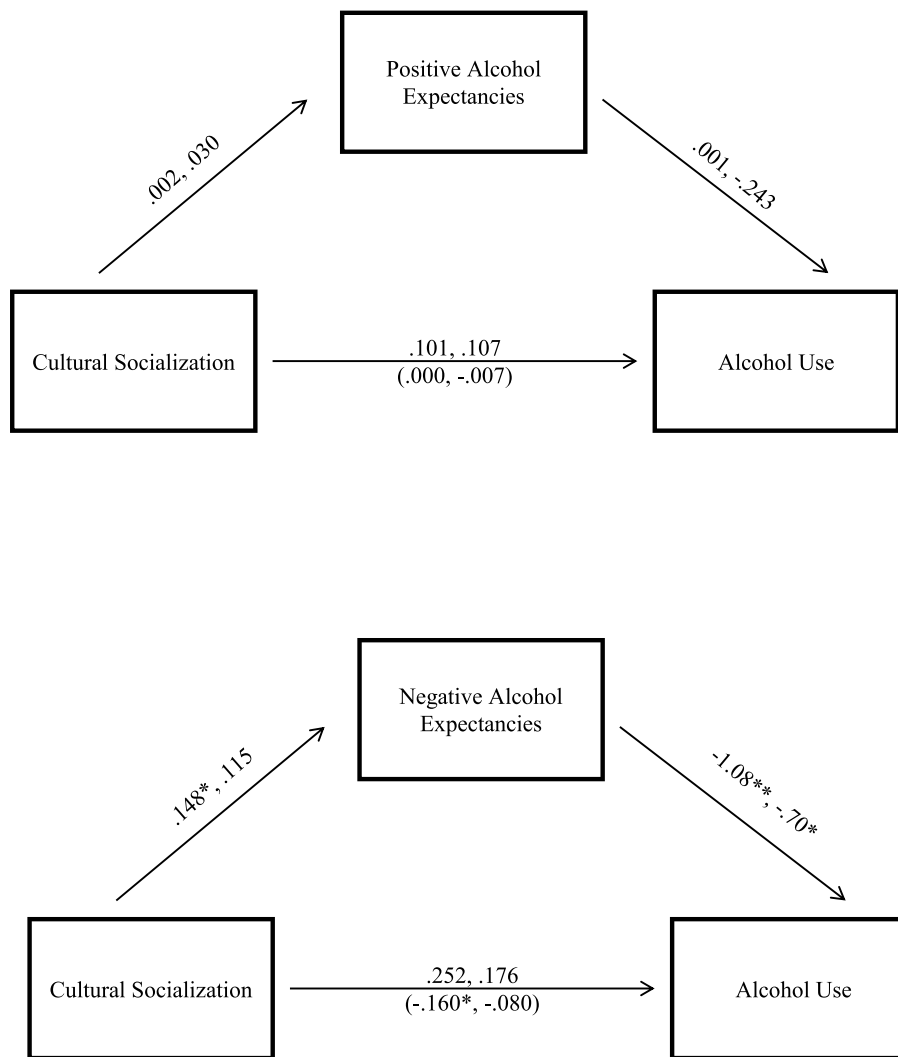 Positive Alcohol
Expectancies
.002, .030
.001, -.243
Cultural Socialization
.101, .107
(.000, -.007)
Alcohol Use
Negative Alcohol
Expectancies
.148*, .115
-1.08**, -.70*
Cultural Socialization
.252, .176
(-.160*, -.080)
Alcohol Use